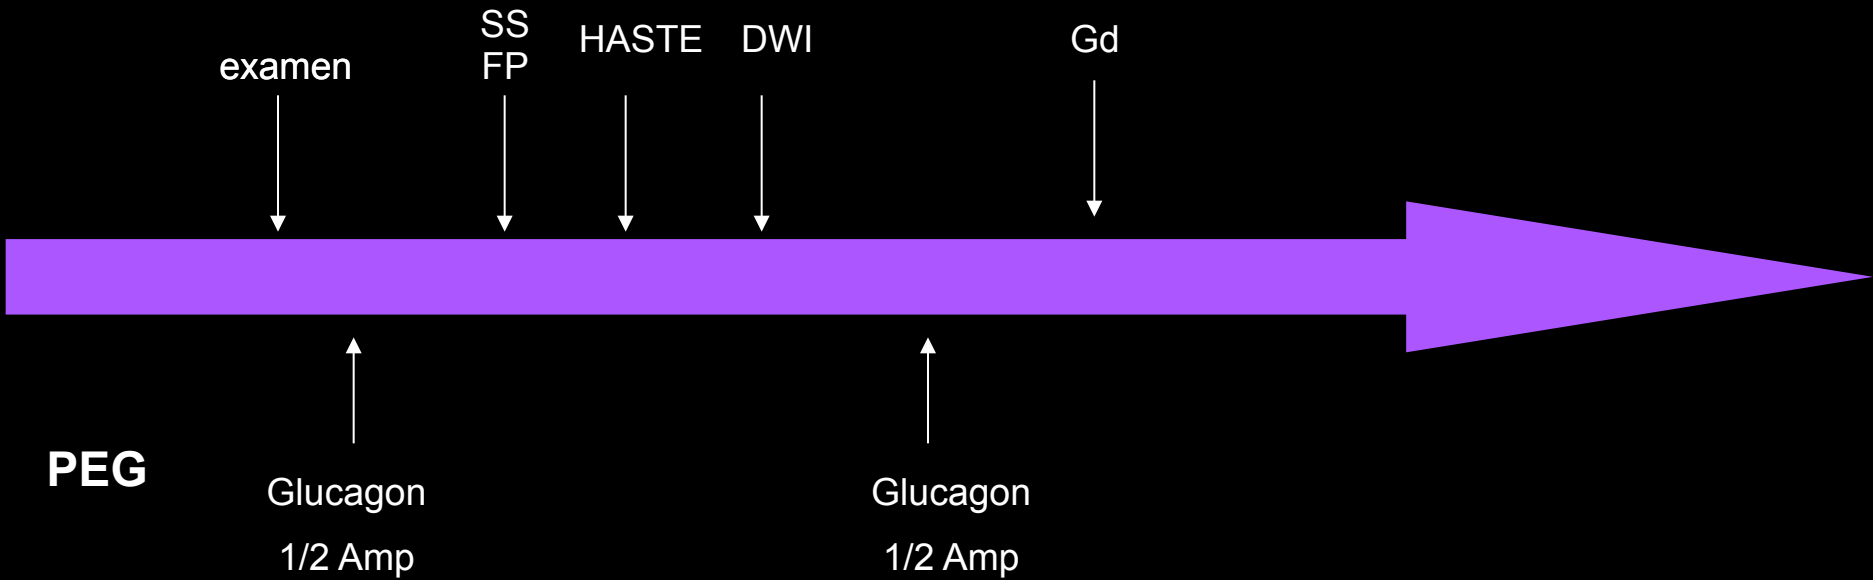 examen
SS
FP
HASTE
DWI
Gd
PEG
Glucagon
1/2 Amp
Glucagon
1/2 Amp